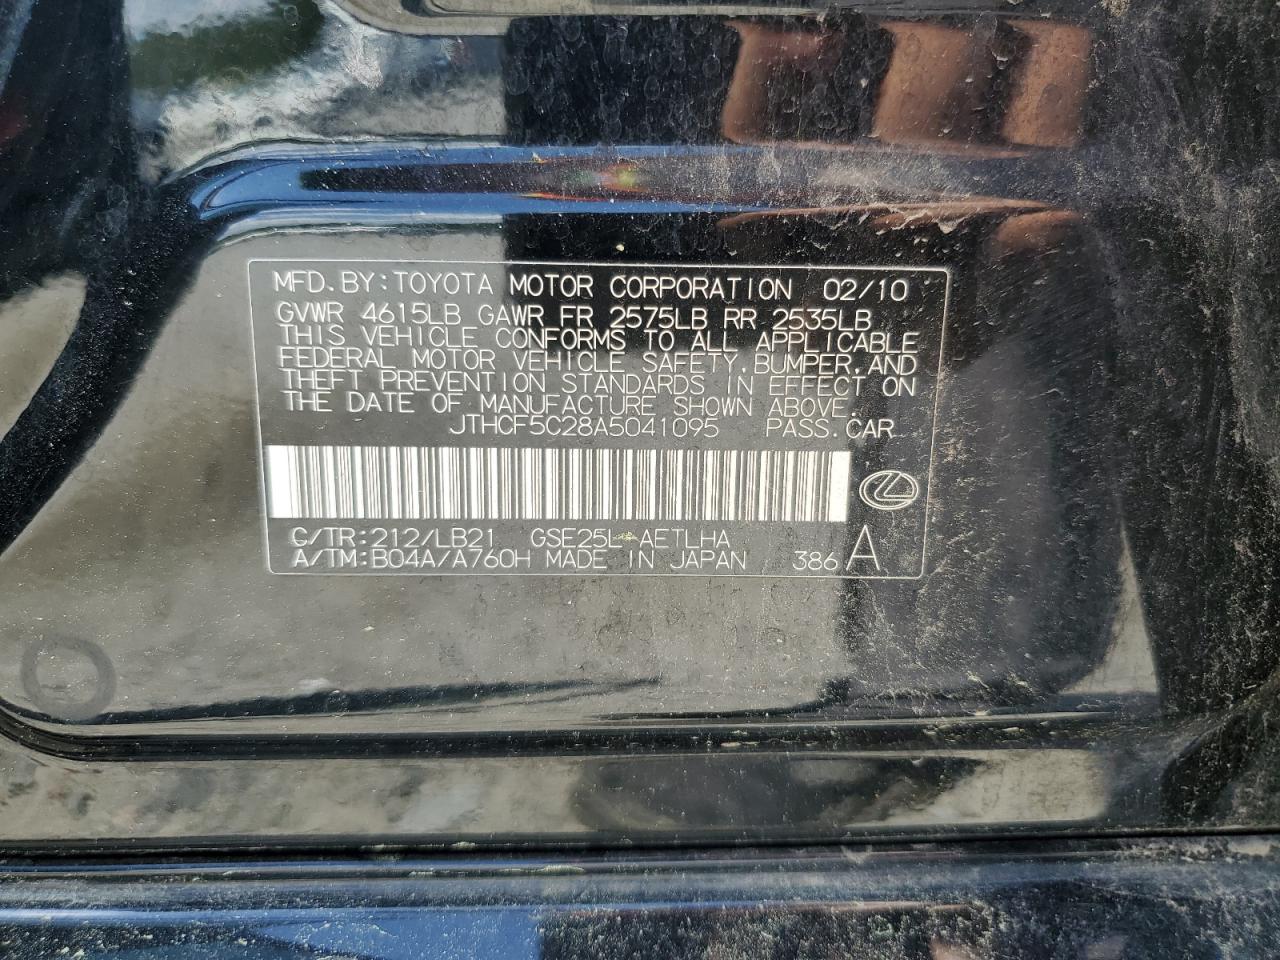 MFD. BY: TOYOTA MOTOR CORPORATION 02/10
GVWR 4615LB GAWR FR 2575LB RR 2535LB
THIS VEHICLE CONFORMS TO ALL APPLICABLE
FEDERAL MOTOR VEHICLE SAFETY, BUMPER, AND
THEFT PREVENTION STANDARDS IN EFFECT ON
THE DATE OF MANUFACTURE SHOWN ABOVE.
JTHCF5C28A5041095 PASS. CAR
C/TR: 212/LB21 GSE25L-AETLHA
A/TM: B04A/A760H MADE IN JAPAN 386 A